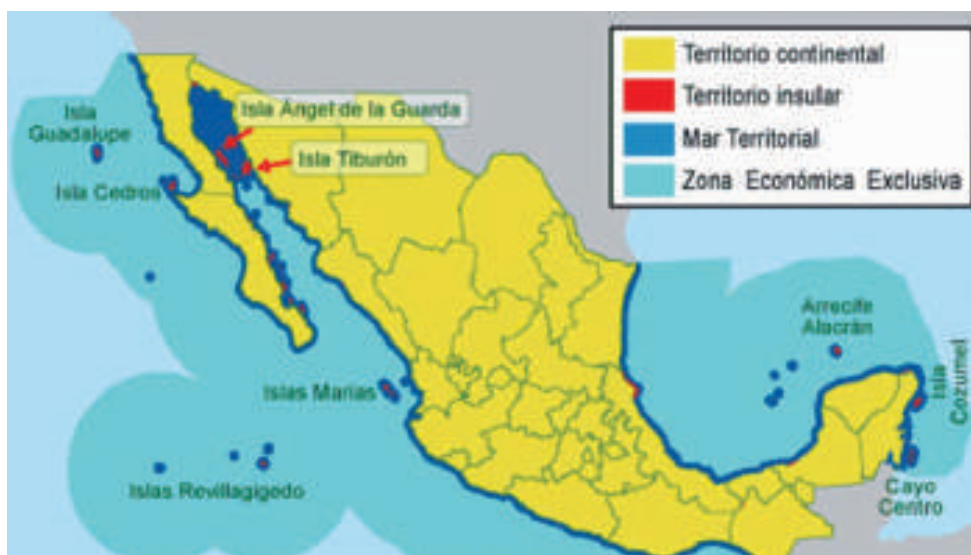 Territorio continental
Territorio insular
Mar Territorial
Zona Económica Exclusiva
Isla
Guadalupe
Isla Ángel de la Guarda
Isla Tiburón
Isla Cedros
Arrecife
Alacrán
Isla
Cozumel
Islas Marias
Islas Revillagigedo
Cayo
Centro